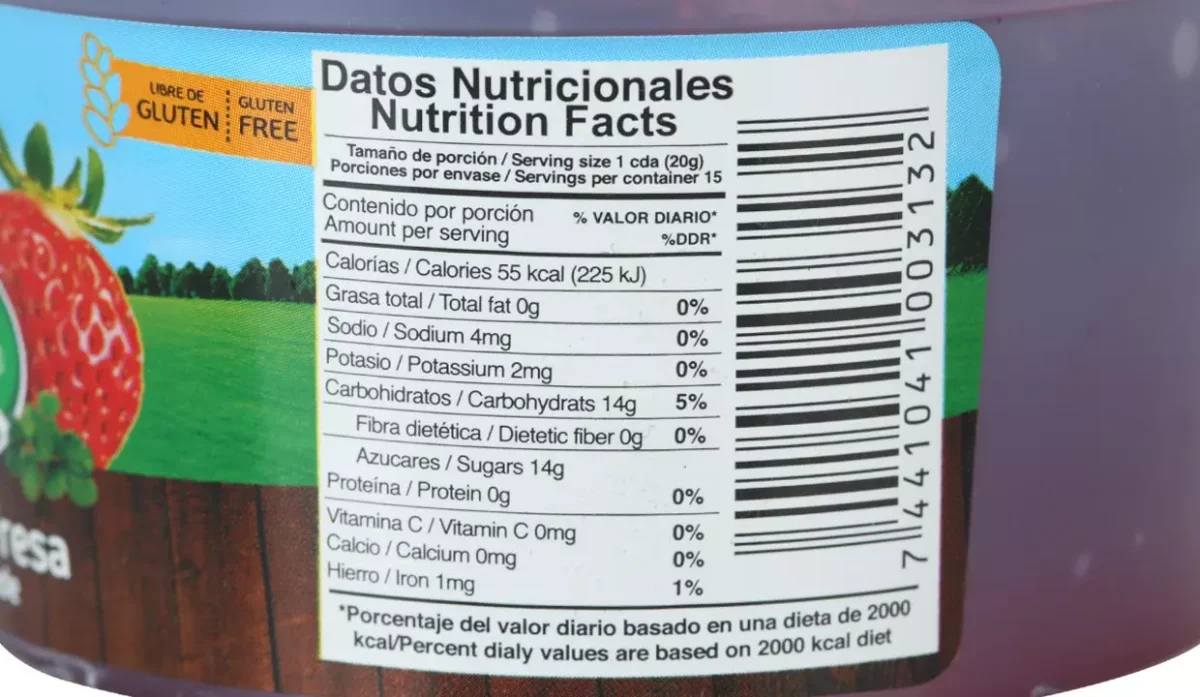 LIBRE DE
GLUTEN
GLUTEN
FREE
Datos Nutricionales
Nutrition Facts
Tamaño de porción / Serving size 1 cda (20g)
Porciones por envase / Servings per container 15
Contenido por porción % VALOR DIARIO*
Amount per serving %DDR*
Calorías / Calories 55 kcal (225 kJ)
Grasa total / Total fat 0g 0%
Sodio / Sodium 4mg 0%
Potasio / Potassium 2mg 0%
Carbohidratos / Carbohydrats 14g 5%
Fibra dietética / Dietetic fiber 0g 0%
Azucares / Sugars 14g
Proteína / Protein 0g 0%
Vitamina C / Vitamin C 0mg 0%
Calcio / Calcium 0mg 0%
Hierro / Iron 1mg 1%
*Porcentaje del valor diario basado en una dieta de 2000
kcal/Percent dialy values are based on 2000 kcal diet
7 441041 003132
resa